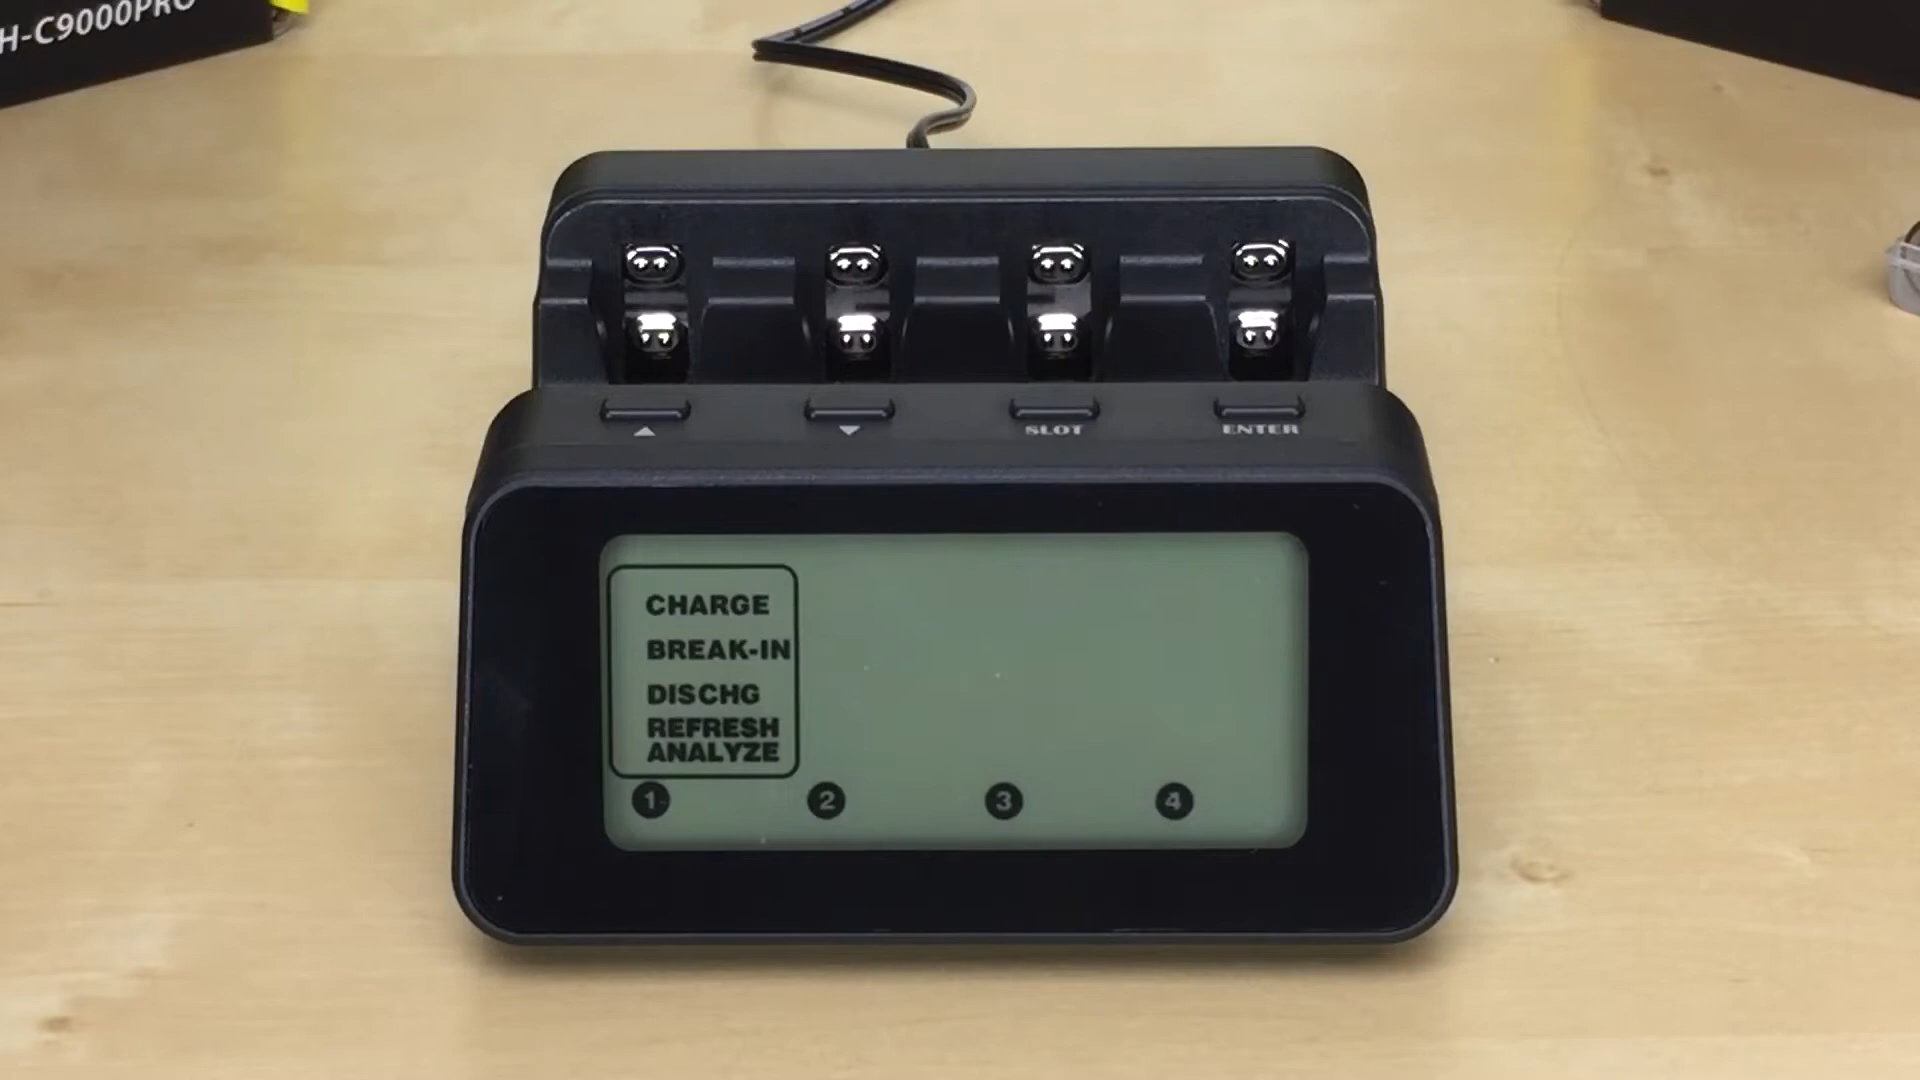 H-C9000PRO
▲ ▼ SLOT ENTER
CHARGE
BREAK-IN
DISCHG
REFRESH
ANALYZE
1 2 3 4